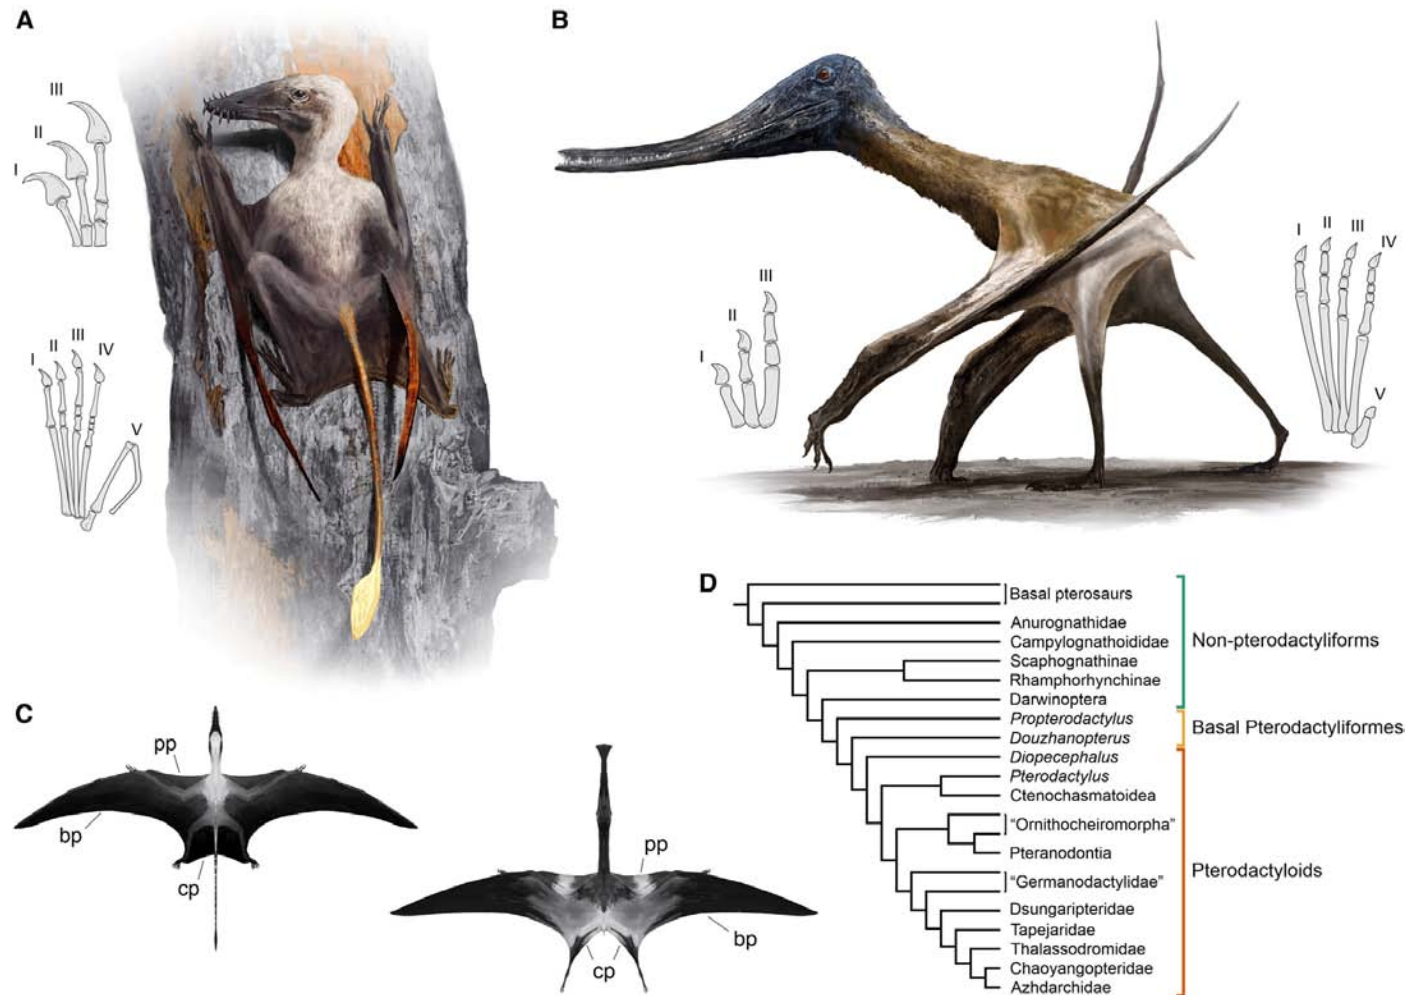 A
III
II
I
I
II
III
IV
V
B
III
II
I
I
II
III
IV
V
C
pp
bp
cp
pp
bp
cp
D
Basal pterosaurs
Anurognathidae
Campylognathoididae
Scaphognathinae
Rhamphorhynchinae
Darwinoptera
Non-pterodactyliforms
Propterodactylus
Douzhanopterus
Basal Pterodactyliformes
Diopecephalus
Pterodactylus
Ctenochasmatoidea
"Ornithocheiromorpha"
Pteranodontia
"Germanodactylidae"
Dsungaripteridae
Tapejaridae
Thalassodromidae
Chaoyangopteridae
Azhdarchidae
Pterodactyloids